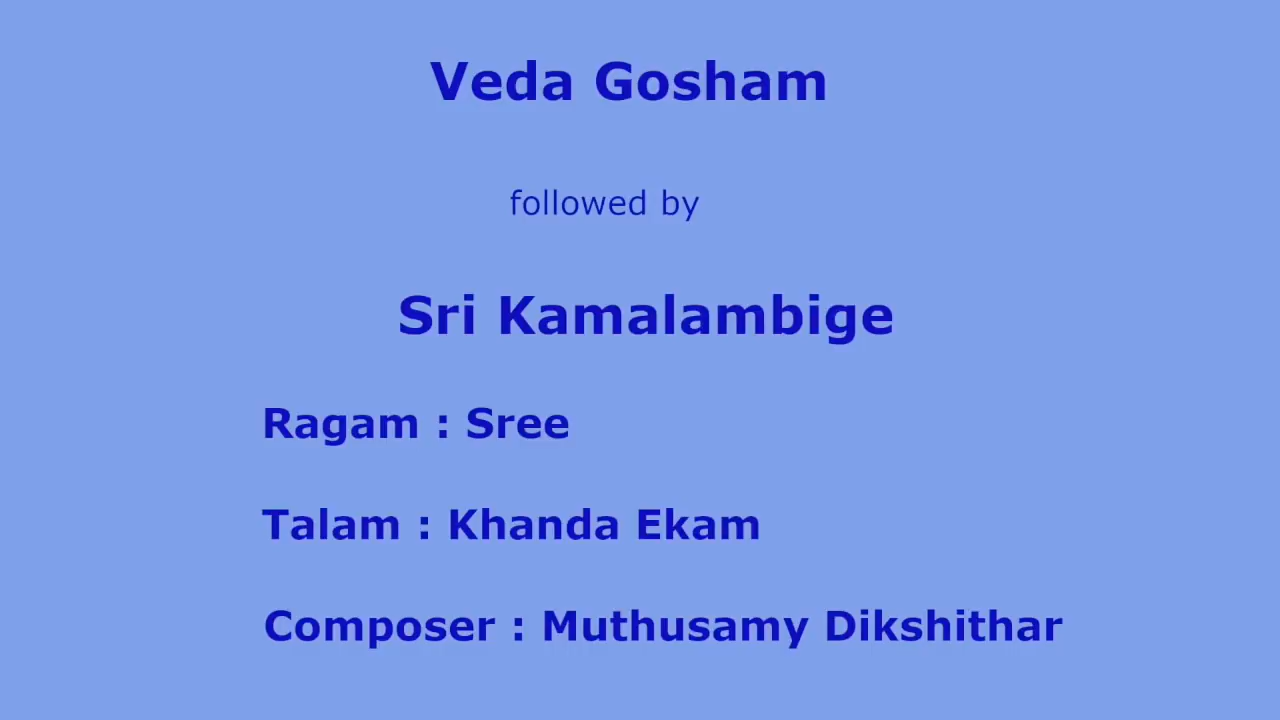 Veda Gosham
followed by
Sri Kamalambige
Ragam : Sree
Talam : Khanda Ekam
Composer : Muthusamy Dikshithar